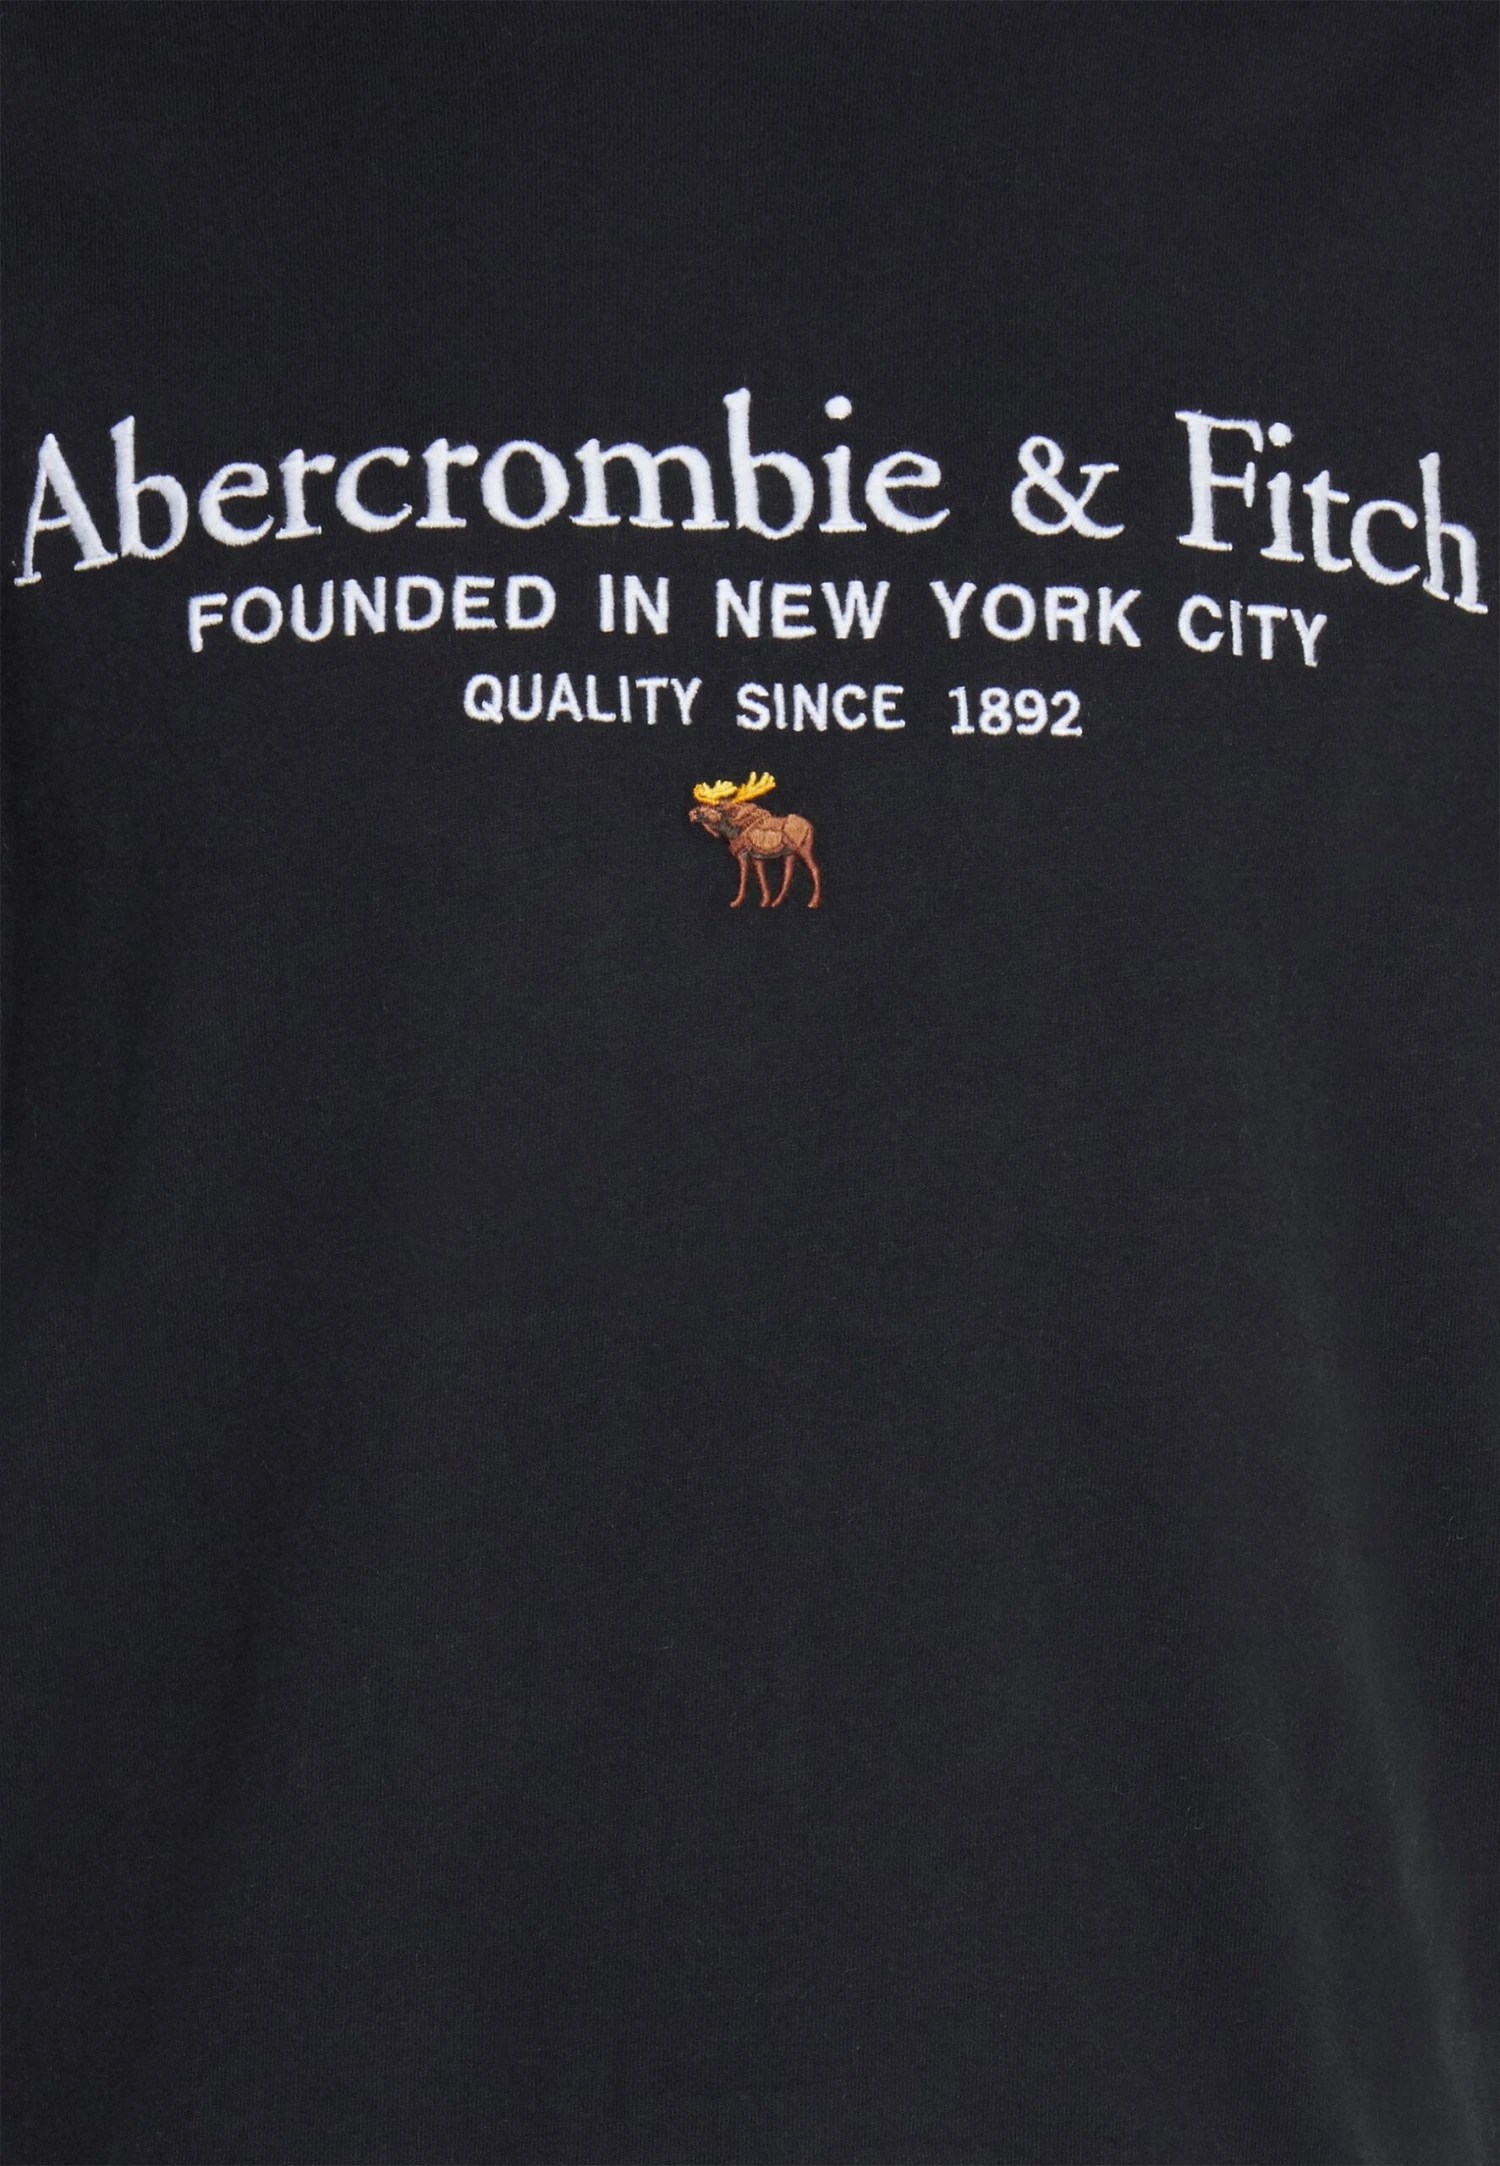 Abercrombie & Fitch
FOUNDED IN NEW YORK CITY
QUALITY SINCE 1892